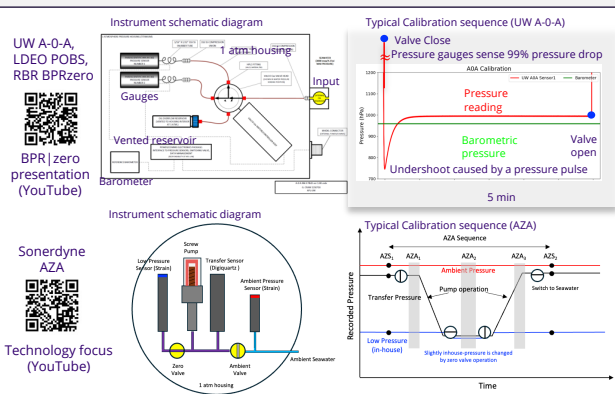 Instrument schematic diagram
UW A-0-A,
LDEO POBS,
RBR BPRzero
BPR|zero
presentation
(YouTube)
1 atm housing
Input
Gauges
Vented reservoir
Barometer
Typical Calibration sequence (UW A-0-A)
Valve Close
Pressure gauges sense 99% pressure drop
A0A Calibration
UW A0A Sensor1
Barometer
Pressure (hPa)
1200
1100
1000
900
800
700
Pressure
reading
Barometric
pressure
Valve
open
Undershoot caused by a pressure pulse
5 min
Instrument schematic diagram
Sonerdyne
AZA
Technology focus
(YouTube)
Screw
Pump
Low Pressure
Sensor (Strain)
Transfer Sensor
(Digiquartz )
Ambient Pressure
Sensor (Strain)
Ambient Seawater
Zero
Valve
Ambient
Valve
1 atm housing
Typical Calibration sequence (AZA)
AZA Sequence
AZS₁
AZA₁
AZA₂
AZS₂
Ambient Pressure
Pump operation
Switch to Seawater
Transfer Pressure
Low Pressure
(in-house)
Slightly inhouse-pressure is changed
by zero valve operation
Recorded Pressure
Time